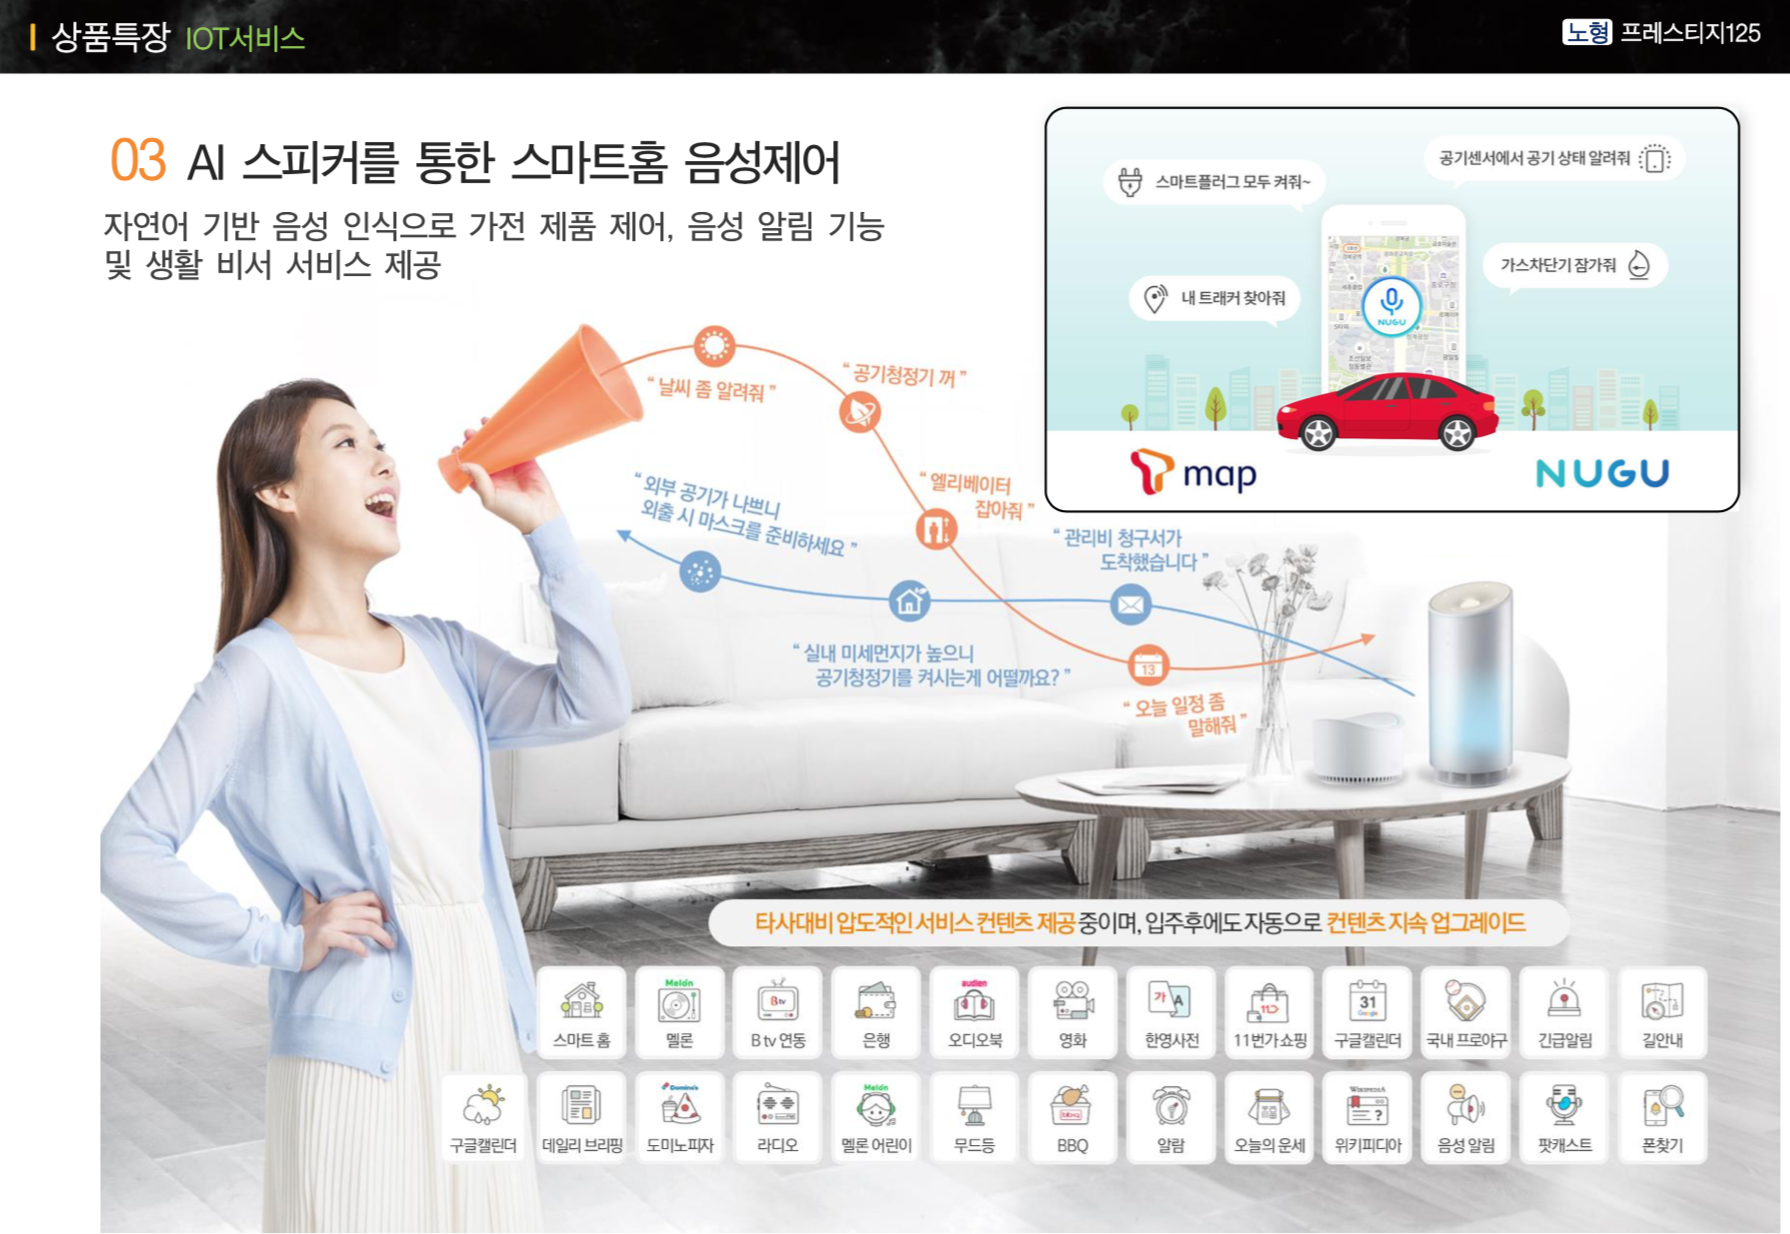 상품특장 IOT서비스
노형 프레스티지125
03 AI 스피커를 통한 스마트홈 음성제어
자연어 기반 음성 인식으로 가전 제품 제어, 음성 알림 기능
및 생활 비서 서비스 제공
스마트플러그 모두 켜줘~
공기센서에서 공기 상태 알려줘
내 트래커 찾아줘
가스차단기 잠가줘
NUGU
T map
NUGU
“ 날씨 좀 알려줘 ”
“ 공기청정기 꺼 ”
“ 엘리베이터
잡아줘 ”
“ 외부 공기가 나쁘니
외출 시 마스크를 준비하세요 ”
“ 관리비 청구서가
도착했습니다 ”
“ 실내 미세먼지가 높으니
공기청정기를 켜시는게 어떨까요? ”
13
“ 오늘 일정 좀
말해줘 ”
타사대비 압도적인 서비스 컨텐츠 제공 중이며, 입주후에도 자동으로 컨텐츠 지속 업그레이드
Melon
B tv
audien
가 A
11
31
Google
스마트 홈
멜론
B tv 연동
은행
오디오북
영화
한영사전
11번가 쇼핑
구글캘린더
국내 프로야구
긴급알림
길안내
Domino's
Melon
bbq
WIKIPEDIA
?
구글캘린더
데일리 브리핑
도미노피자
라디오
멜론 어린이
무드등
BBQ
알람
오늘의 운세
위키피디아
음성 알림
팟캐스트
폰찾기